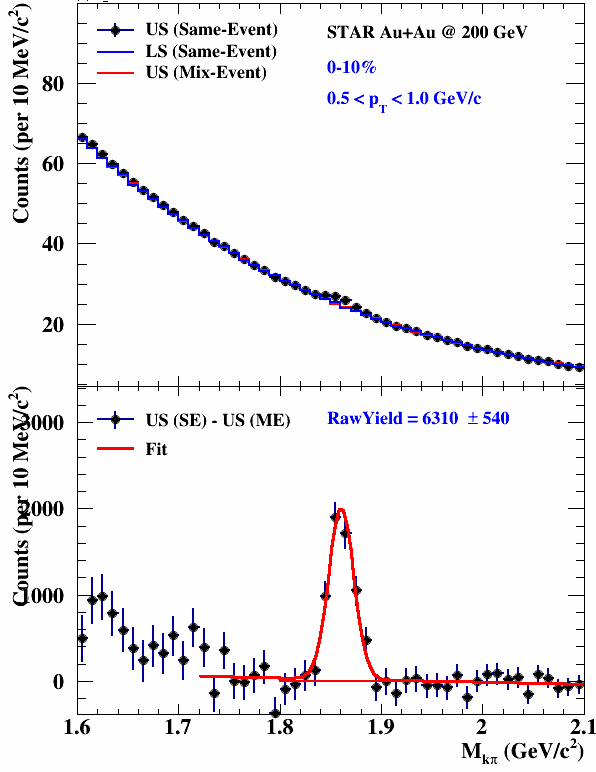 US (Same-Event)
LS (Same-Event)
US (Mix-Event)
STAR Au+Au @ 200 GeV
0-10%
0.5 < p_T < 1.0 GeV/c
Counts (per 10 MeV/c²)
80
60
40
20
US (SE) - US (ME)
Fit
RawYield = 6310 ± 540
Counts (per 10 MeV/c²)
3000
2000
1000
0
1.6 1.7 1.8 1.9 2 2.1
M_kπ (GeV/c²)